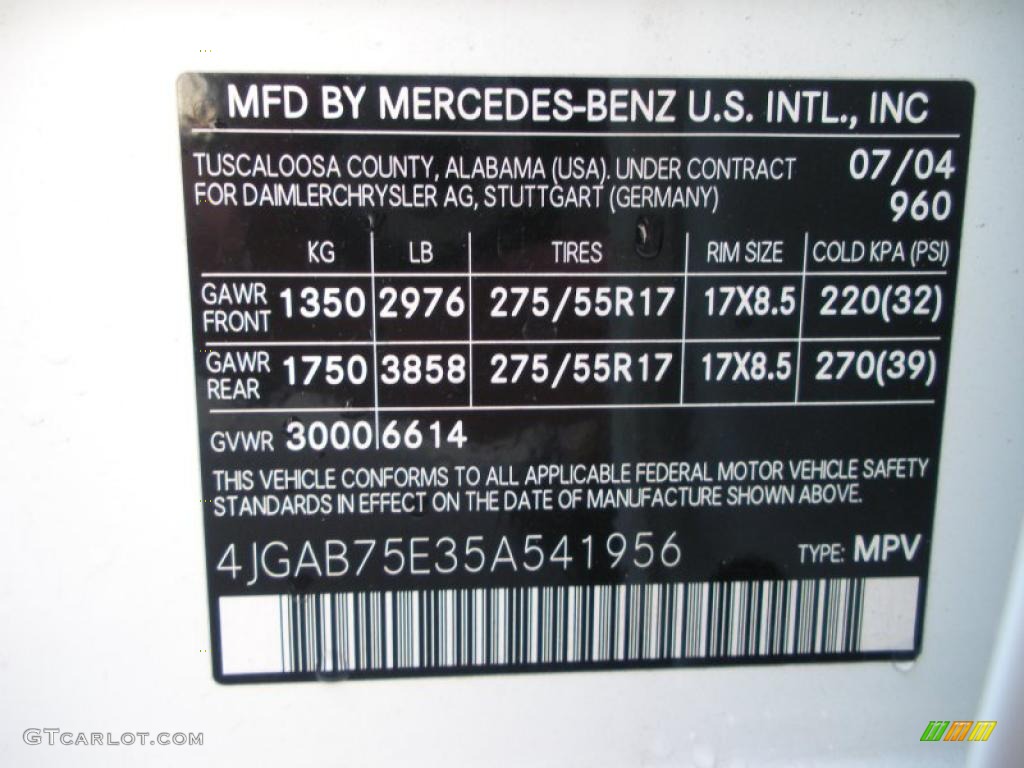 MFD BY MERCEDES-BENZ U.S. INTL., INC
TUSCALOOSA COUNTY, ALABAMA (USA). UNDER CONTRACT 07/04
FOR DAIMLERCHRYSLER AG, STUTTGART (GERMANY) 960
KG LB TIRES RIM SIZE COLD KPA (PSI)
GAWR FRONT 1350 2976 275/55R17 17X8.5 220(32)
GAWR REAR 1750 3858 275/55R17 17X8.5 270(39)
GVWR 3000 6614
THIS VEHICLE CONFORMS TO ALL APPLICABLE FEDERAL MOTOR VEHICLE SAFETY
STANDARDS IN EFFECT ON THE DATE OF MANUFACTURE SHOWN ABOVE.
4JGAB75E35A541956 TYPE: MPV
GTCARLOT.COM